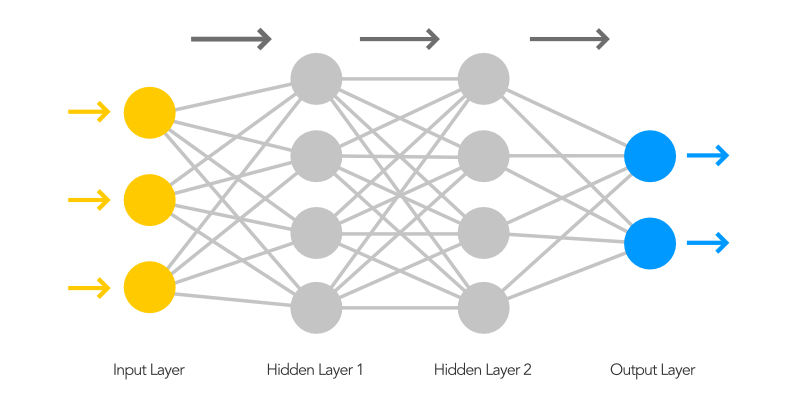 Input Layer
Hidden Layer 1
Hidden Layer 2
Output Layer